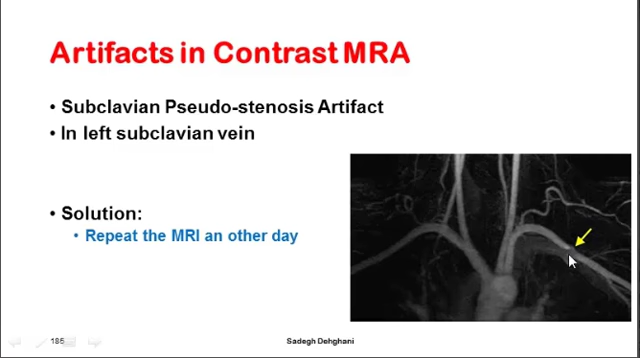 Artifacts in Contrast MRA
• Subclavian Pseudo-stenosis Artifact
• In left subclavian vein
• Solution:
• Repeat the MRI an other day
185
Sadegh Dehghani